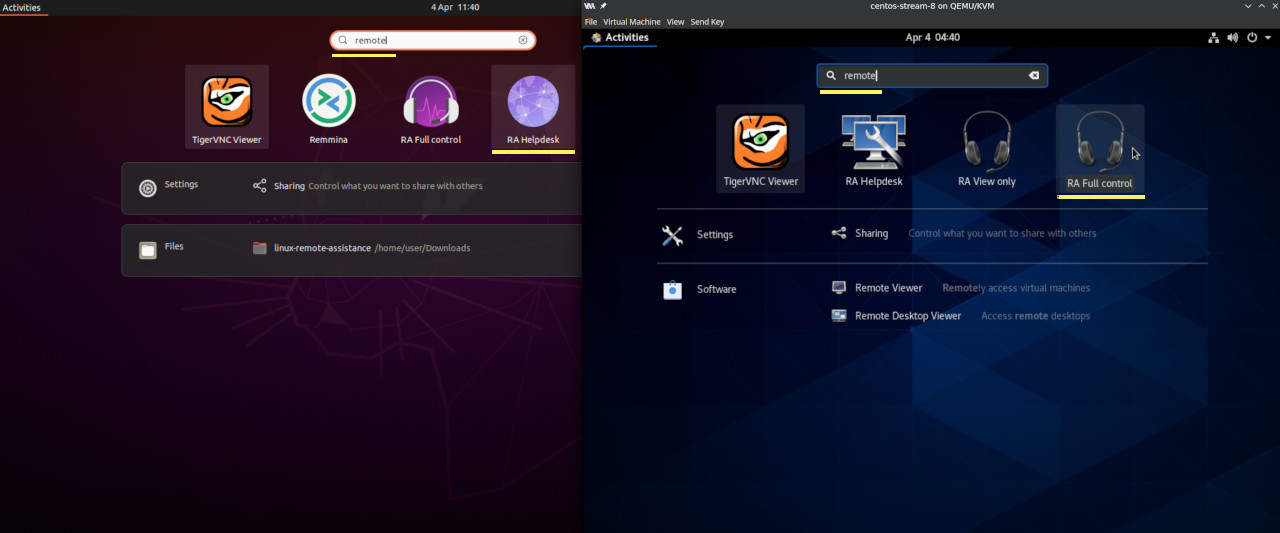 Activities
4 Apr 11:40
remote
TigerVNC Viewer
Remmina
RA Full control
RA Helpdesk
Settings
Sharing Control what you want to share with others
Files
linux-remote-assistance /home/user/Downloads
centos-stream-8 on QEMU/KVM
File Virtual Machine View Send Key
Activities
Apr 4 04:40
remote
TigerVNC Viewer
RA Helpdesk
RA View only
RA Full control
Settings
Sharing Control what you want to share with others
Software
Remote Viewer Remotely access virtual machines
Remote Desktop Viewer Access remote desktops